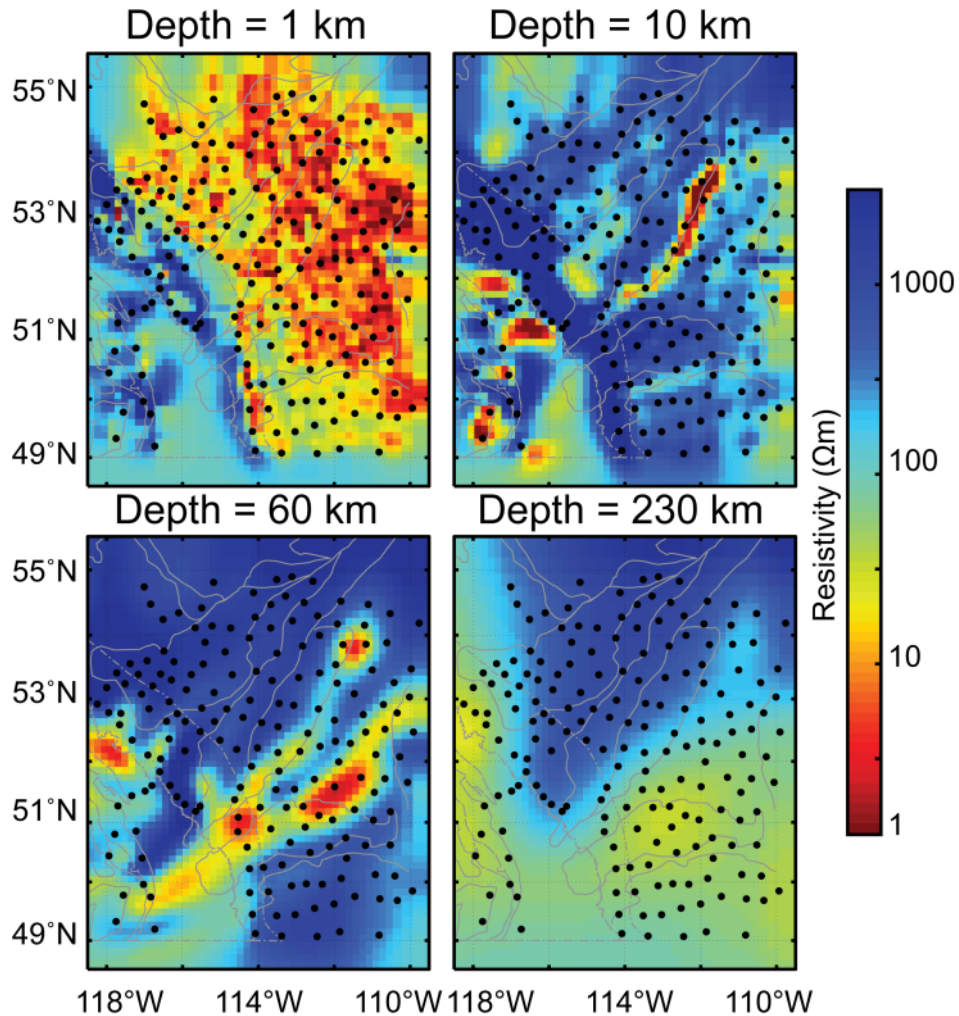 Depth = 1 km
Depth = 10 km
55°N
53°N
51°N
49°N
Depth = 60 km
Depth = 230 km
55°N
53°N
51°N
49°N
118°W
114°W
110°W
118°W
114°W
110°W
1000
100
10
1
Resistivity (Ωm)